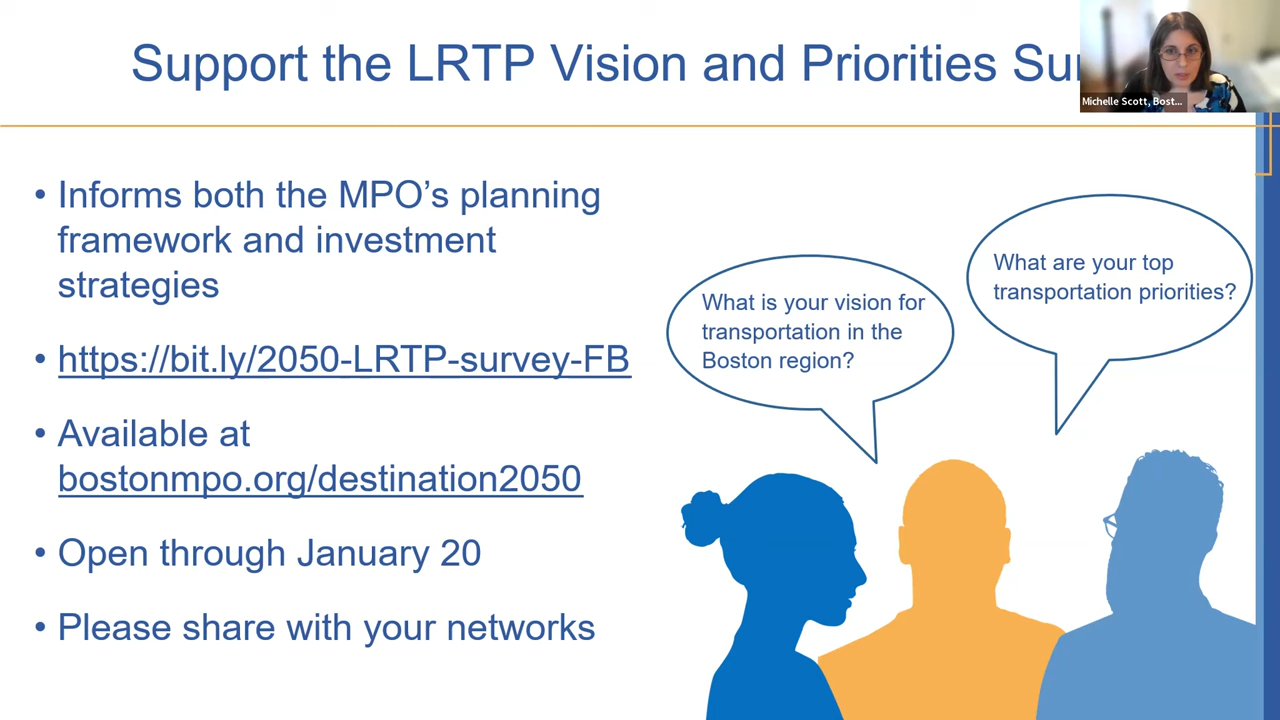 Support the LRTP Vision and Priorities
Michelle Scott, Bost...
• Informs both the MPO’s planning
framework and investment
strategies
• https://bit.ly/2050-LRTP-survey-FB
• Available at
bostonmpo.org/destination2050
• Open through January 20
• Please share with your networks
What is your vision for
transportation in the
Boston region?
What are your top
transportation priorities?